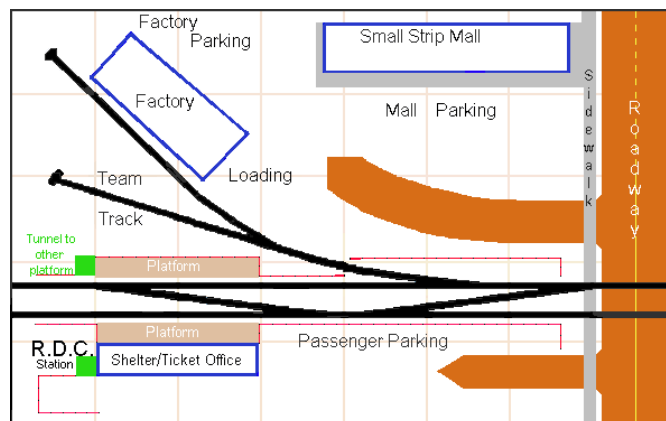 Factory
Parking
Small Strip Mall
Factory
Mall Parking
Sidewalk
Roadway
Team
Loading
Track
Tunnel to
other
platform
Platform
Platform
R.D.C.
Station
Shelter/Ticket Office
Passenger Parking